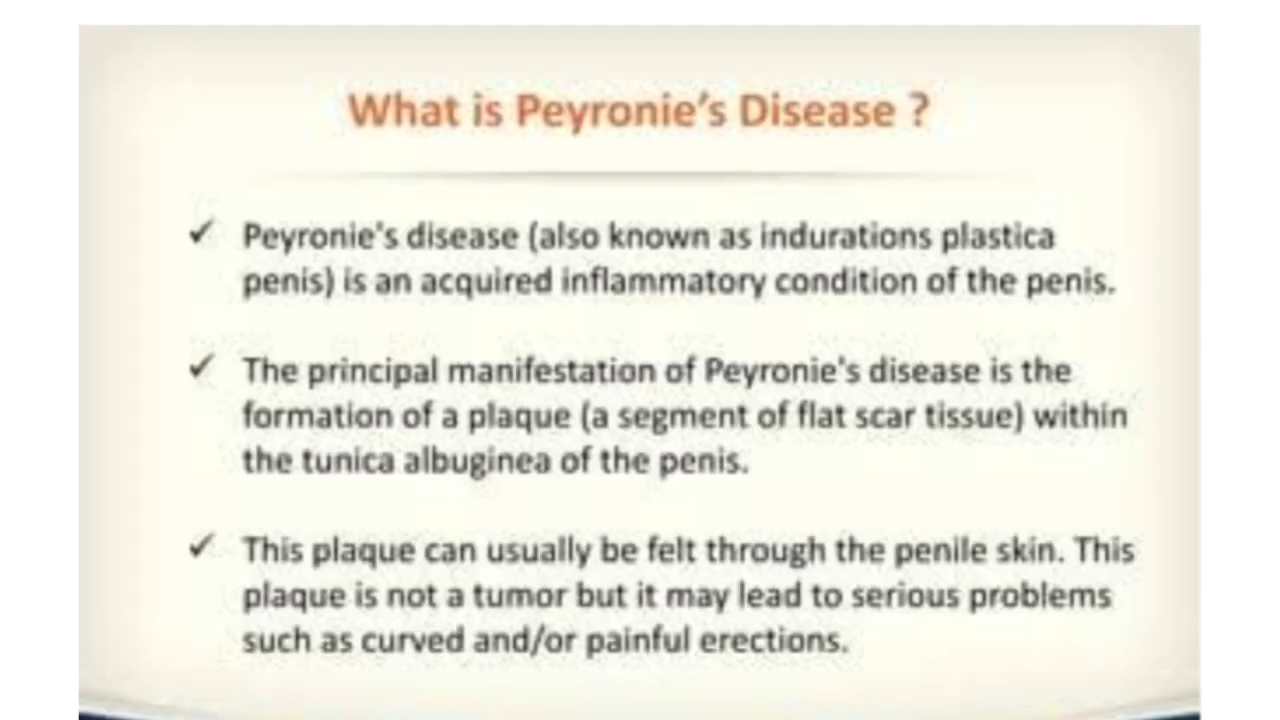 What is Peyronie's Disease ?
✓ Peyronie's disease (also known as indurations plastica
penis) is an acquired inflammatory condition of the penis.
✓ The principal manifestation of Peyronie's disease is the
formation of a plaque (a segment of flat scar tissue) within
the tunica albuginea of the penis.
✓ This plaque can usually be felt through the penile skin. This
plaque is not a tumor but it may lead to serious problems
such as curved and/or painful erections.